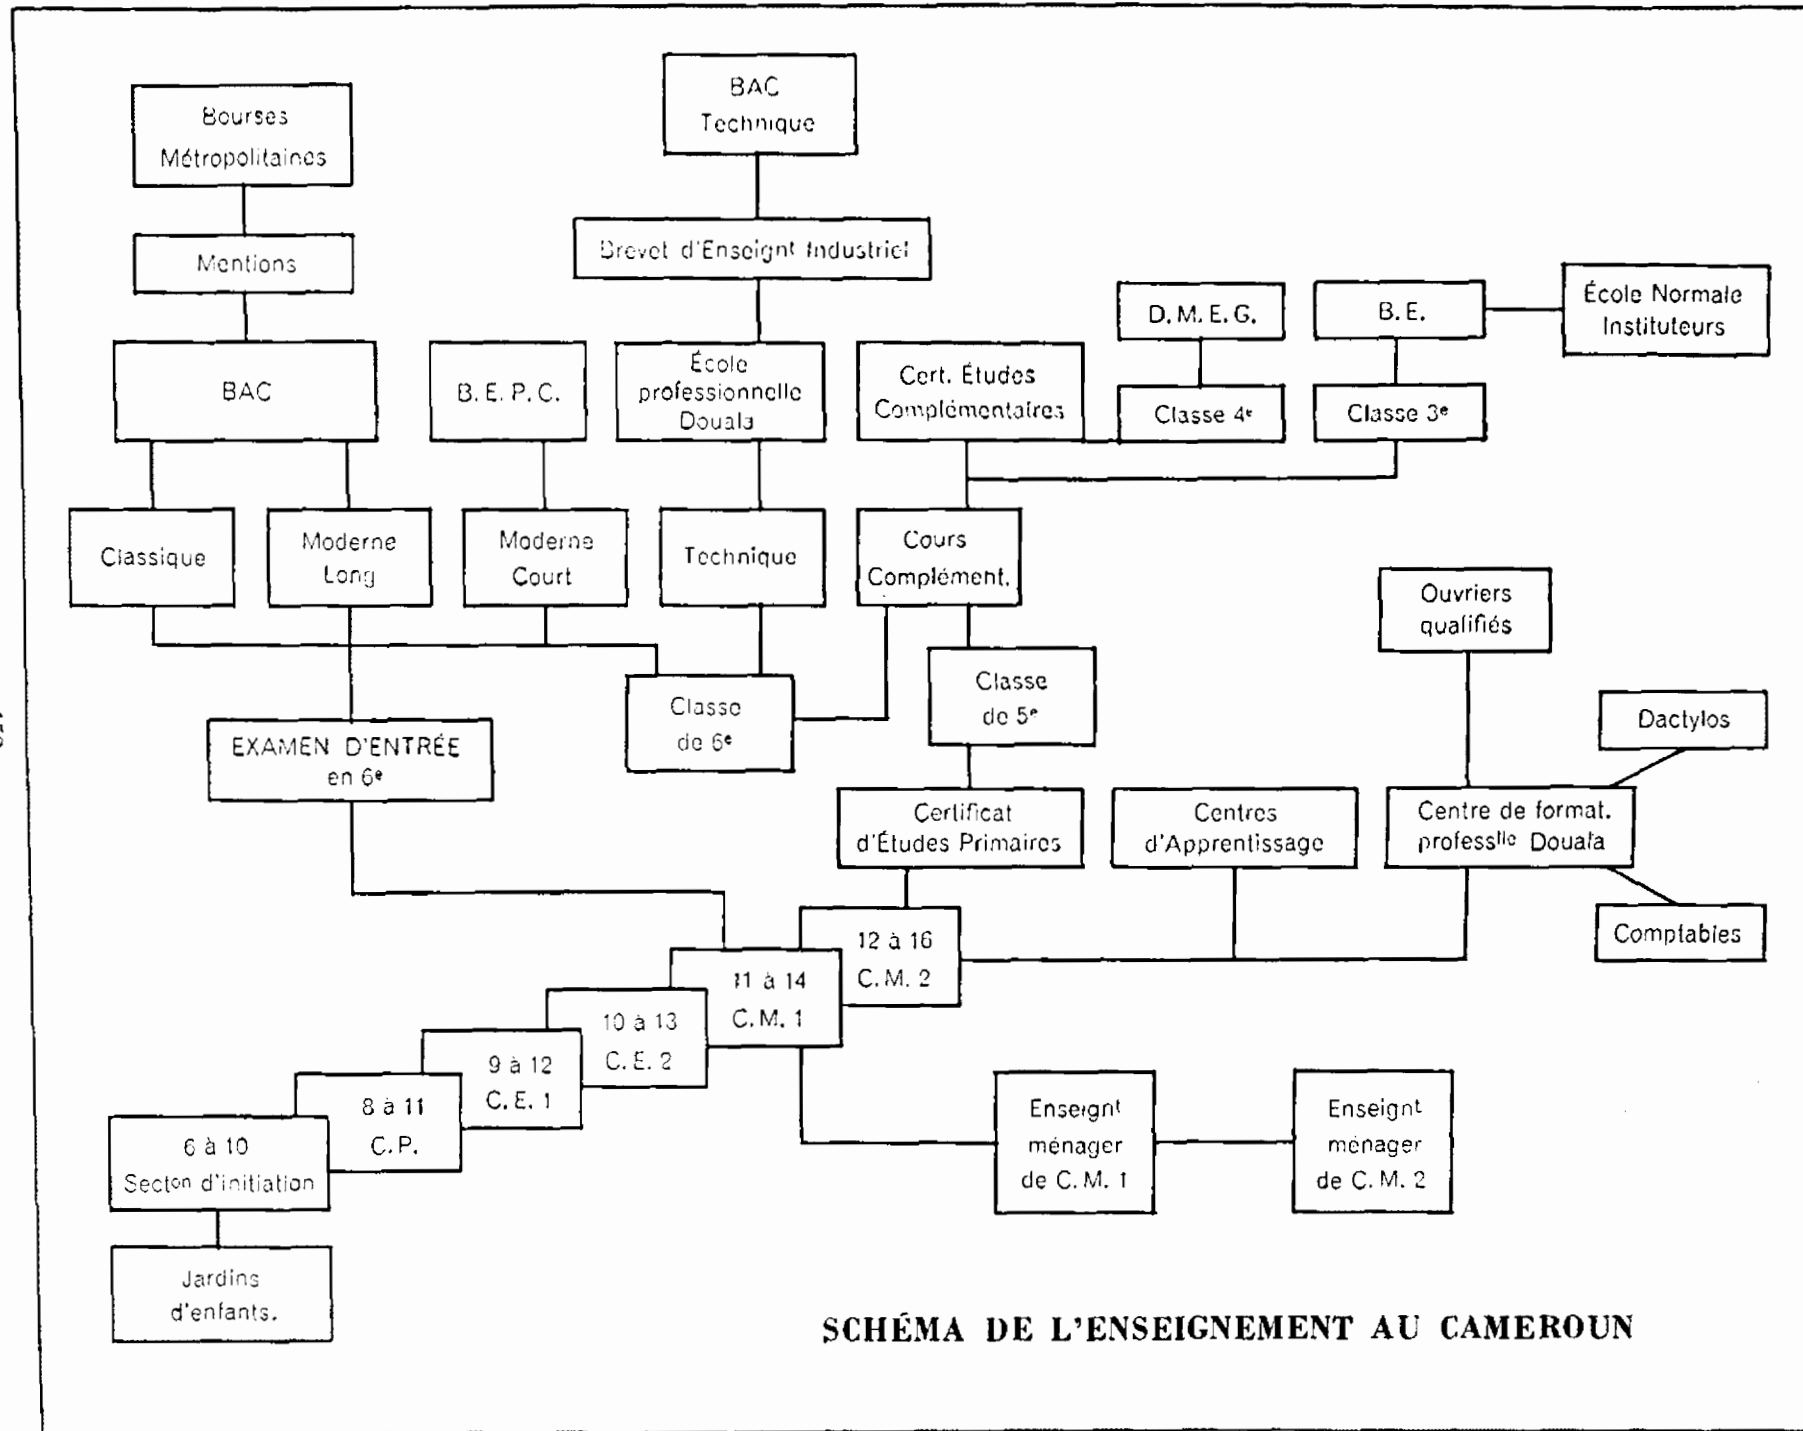 BAC
Technique
Bourses
Métropolitaines
Brevet d'Enseignt Industriel
Mentions
D. M. E. G.
B. E.
École Normale
Instituteurs
BAC
B. E. P. C.
École
professionnelle
Douala
Cert. Études
Complémentaires
Classe 4e
Classe 3e
Classique
Moderne
Long
Moderne
Court
Technique
Cours
Complément.
Ouvriers
qualifiés
Classe
de 6e
Classe
de 5e
Dactylos
EXAMEN D'ENTRÉE
en 6e
Certificat
d'Études Primaires
Centres
d'Apprentissage
Centre de format.
professlle Douala
Comptables
12 à 16
C. M. 2
11 à 14
C. M. 1
10 à 13
C. E. 2
9 à 12
C. E. 1
8 à 11
C. P.
6 à 10
Secton d'initiation
Enseignt
ménager
de C. M. 1
Enseignt
ménager
de C. M. 2
Jardins
d'enfants.
SCHÉMA DE L'ENSEIGNEMENT AU CAMEROUN